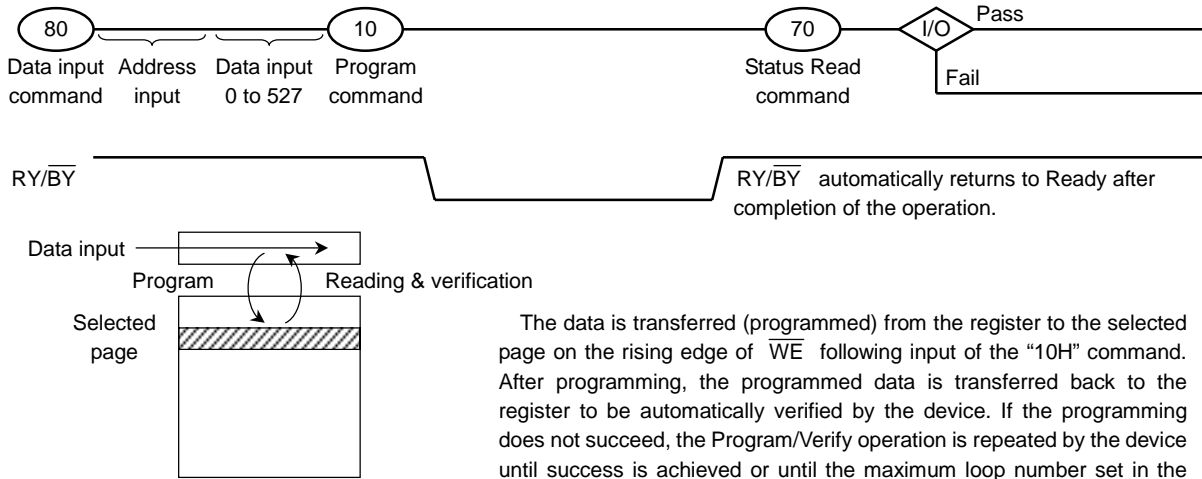 80 10 70 I/O Pass
Data input Address Data input Program Status Read
command input 0 to 527 command command Fail
RY/BY RY/BY automatically returns to Ready after
completion of the operation.
Data input
Program Reading & verification
Selected
page
The data is transferred (programmed) from the register to the selected
page on the rising edge of WE following input of the “10H” command.
After programming, the programmed data is transferred back to the
register to be automatically verified by the device. If the programming
does not succeed, the Program/Verify operation is repeated by the device
until success is achieved or until the maximum loop number set in the